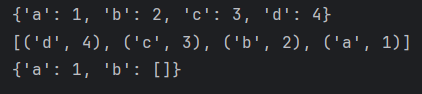 {'a': 1, 'b': 2, 'c': 3, 'd': 4}
[('d', 4), ('c', 3), ('b', 2), ('a', 1)]
{'a': 1, 'b': []}